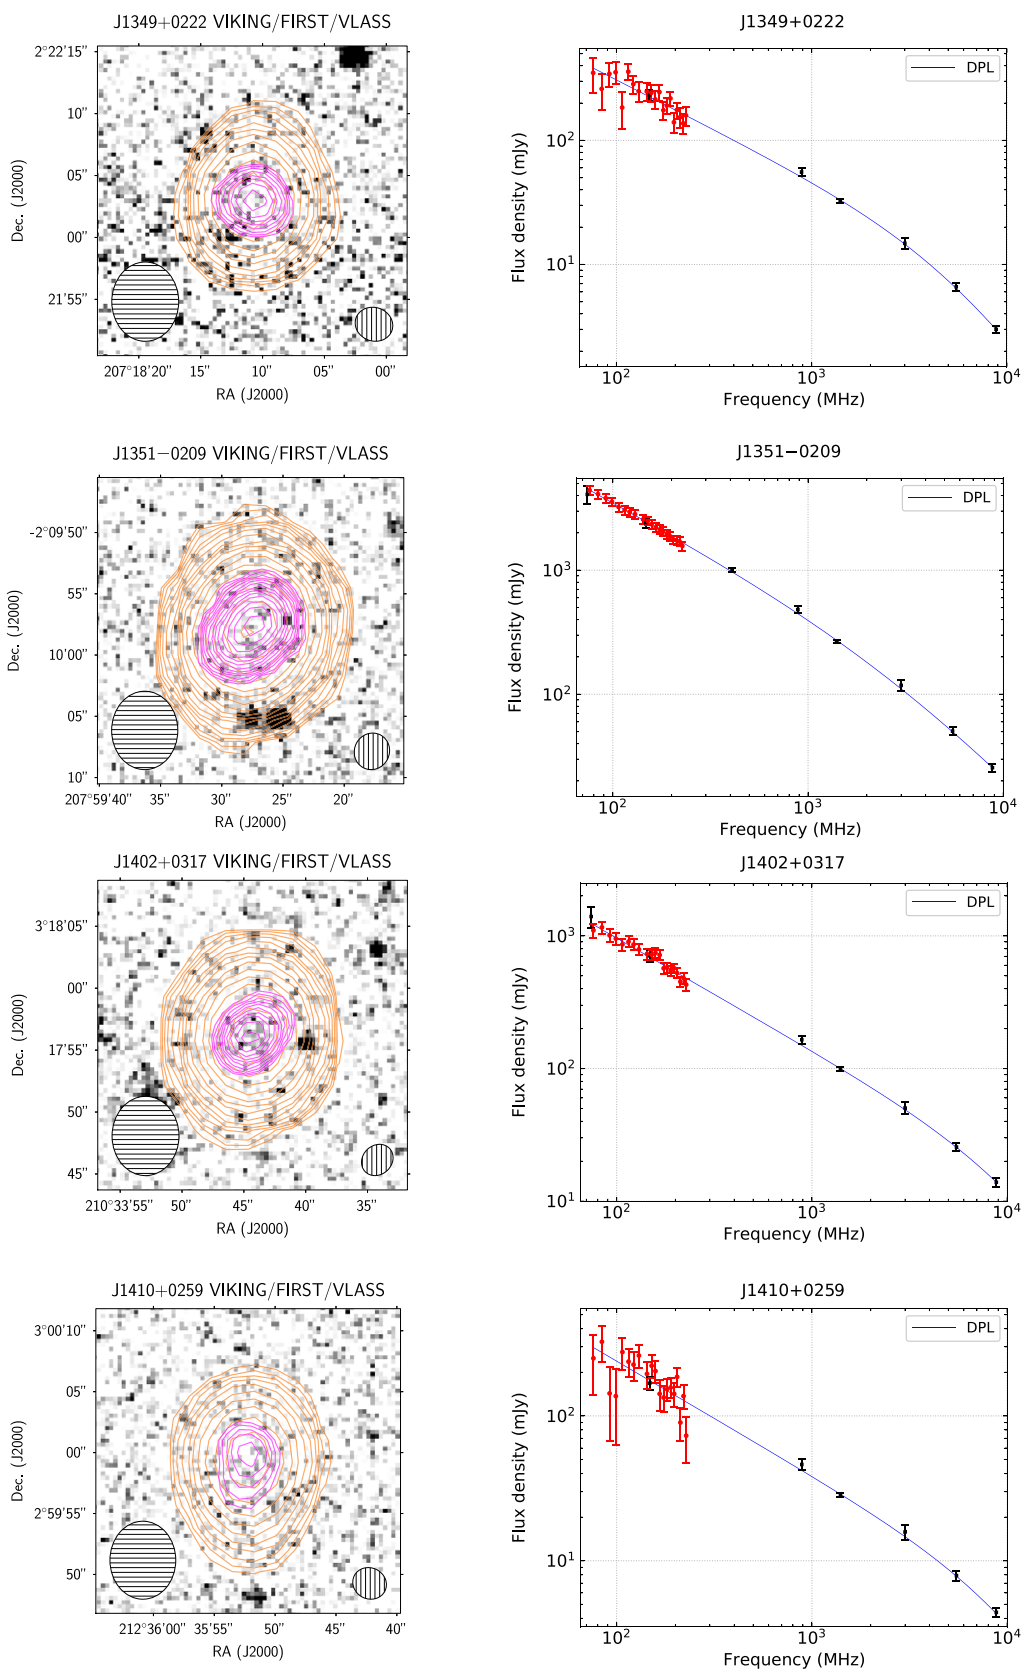 J1349+0222 VIKING/FIRST/VLASS
2°22'15"
10"
05"
00"
21'55"
Dec. (J2000)
207°18'20" 15" 10" 05" 00"
RA (J2000)
J1349+0222
DPL
Flux density (mJy)
10² 10¹
10² 10³ 10⁴
Frequency (MHz)
J1351−0209 VIKING/FIRST/VLASS
-2°09'50"
55"
10'00"
05"
10"
Dec. (J2000)
207°59'40" 35" 30" 25" 20"
RA (J2000)
J1351−0209
DPL
Flux density (mJy)
10³ 10²
10² 10³ 10⁴
Frequency (MHz)
J1402+0317 VIKING/FIRST/VLASS
3°18'05"
00"
17'55"
50"
45"
Dec. (J2000)
210°33'55" 50" 45" 40" 35"
RA (J2000)
J1402+0317
DPL
Flux density (mJy)
10³ 10² 10¹
10² 10³ 10⁴
Frequency (MHz)
J1410+0259 VIKING/FIRST/VLASS
3°00'10"
05"
00"
2°59'55"
50"
Dec. (J2000)
212°36'00" 35'55" 50" 45" 40"
RA (J2000)
J1410+0259
DPL
Flux density (mJy)
10² 10¹
10² 10³ 10⁴
Frequency (MHz)